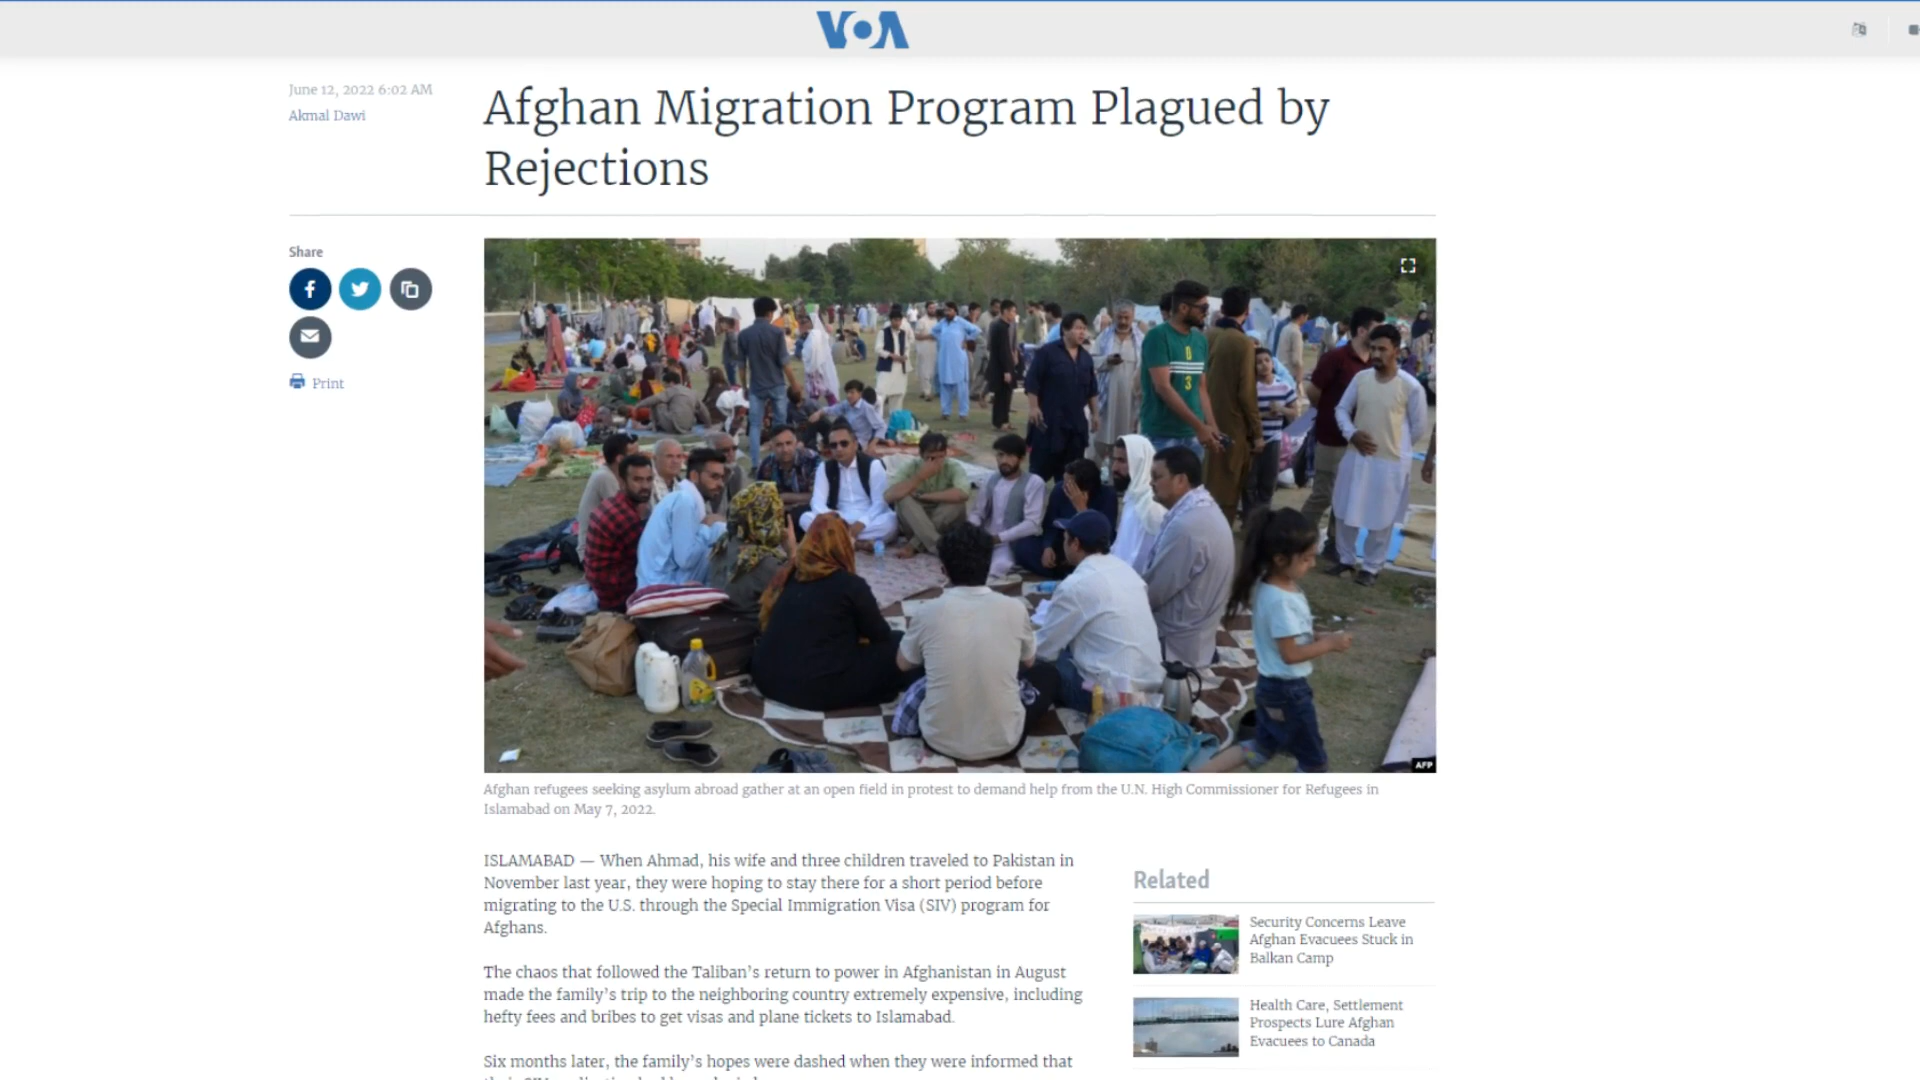 VOA
June 12, 2022 6:02 AM
Akmal Dawi
Afghan Migration Program Plagued by
Rejections
Share
Print
0
3
AFP
Afghan refugees seeking asylum abroad gather at an open field in protest to demand help from the U.N. High Commissioner for Refugees in
Islamabad on May 7, 2022.
ISLAMABAD — When Ahmad, his wife and three children traveled to Pakistan in
November last year, they were hoping to stay there for a short period before
migrating to the U.S. through the Special Immigration Visa (SIV) program for
Afghans.
The chaos that followed the Taliban's return to power in Afghanistan in August
made the family's trip to the neighboring country extremely expensive, including
hefty fees and bribes to get visas and plane tickets to Islamabad.
Six months later, the family's hopes were dashed when they were informed that
Related
Security Concerns Leave
Afghan Evacuees Stuck in
Balkan Camp
Health Care, Settlement
Prospects Lure Afghan
Evacuees to Canada